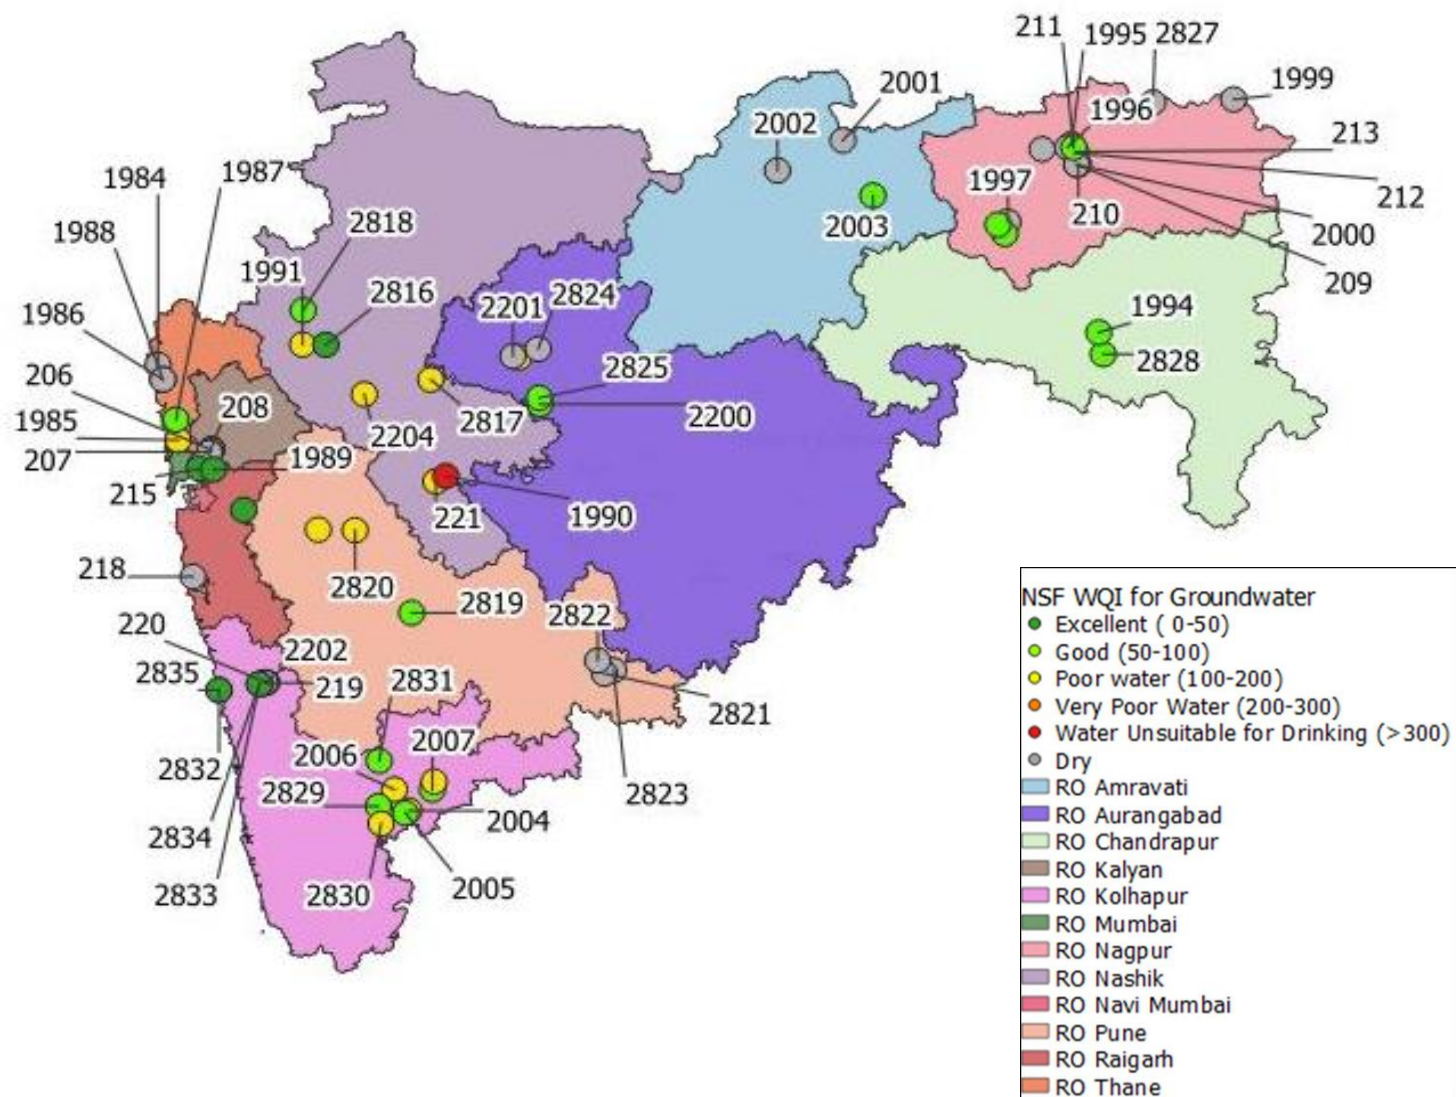 211
1995 2827
1999
2001
1996
2002
213
1987
1984
1997
212
2818
2003
210
1988
2000
1991
209
2816
2201
2824
1994
1986
2825
2828
206
208
2200
1985
2817
2204
207
1989
215
221
1990
218
2820
2819
2822
220
2202
2835
219
2831
2821
2006
2007
2832
2829
2823
2004
2834
2005
2833
2830
NSF WQI for Groundwater
Excellent ( 0-50)
Good (50-100)
Poor water (100-200)
Very Poor Water (200-300)
Water Unsuitable for Drinking (>300)
Dry
RO Amravati
RO Aurangabad
RO Chandrapur
RO Kalyan
RO Kolhapur
RO Mumbai
RO Nagpur
RO Nashik
RO Navi Mumbai
RO Pune
RO Raigarh
RO Thane